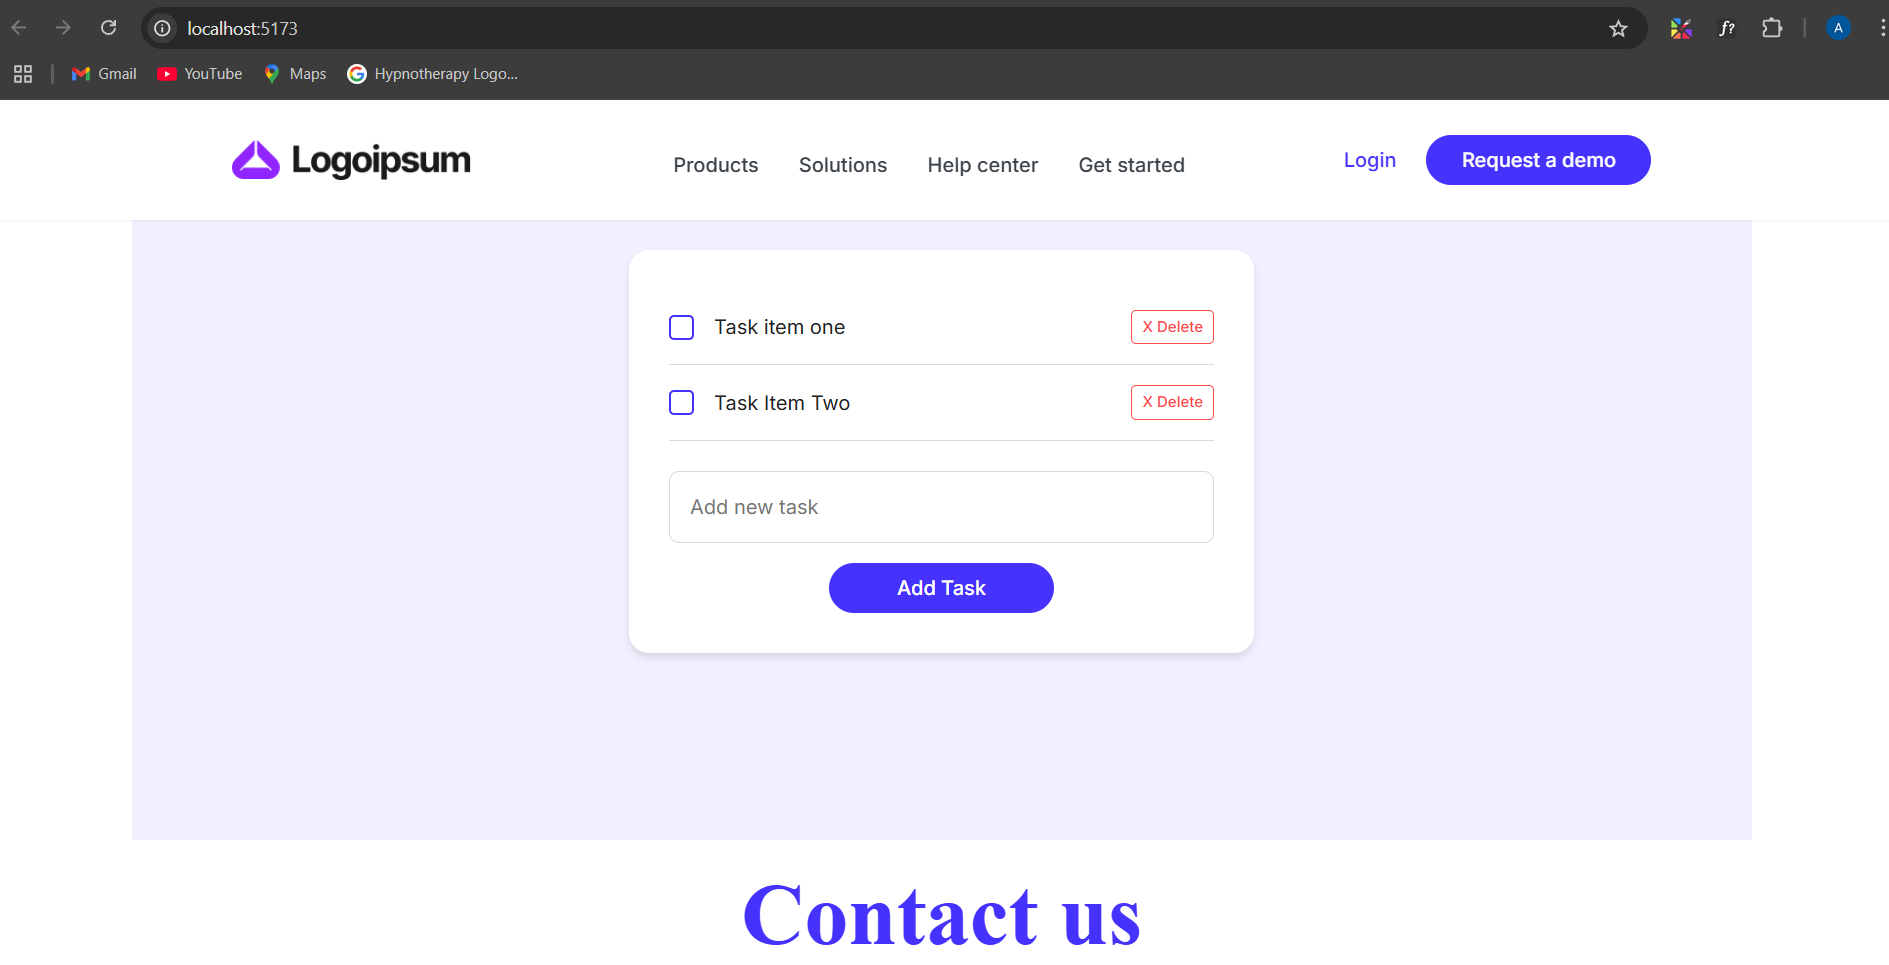 localhost:5173
f?
A
Gmail YouTube Maps Hypnotherapy Logo...
Logoipsum Products Solutions Help center Get started Login Request a demo
Task item one X Delete
Task Item Two X Delete
Add new task
Add Task
Contact us